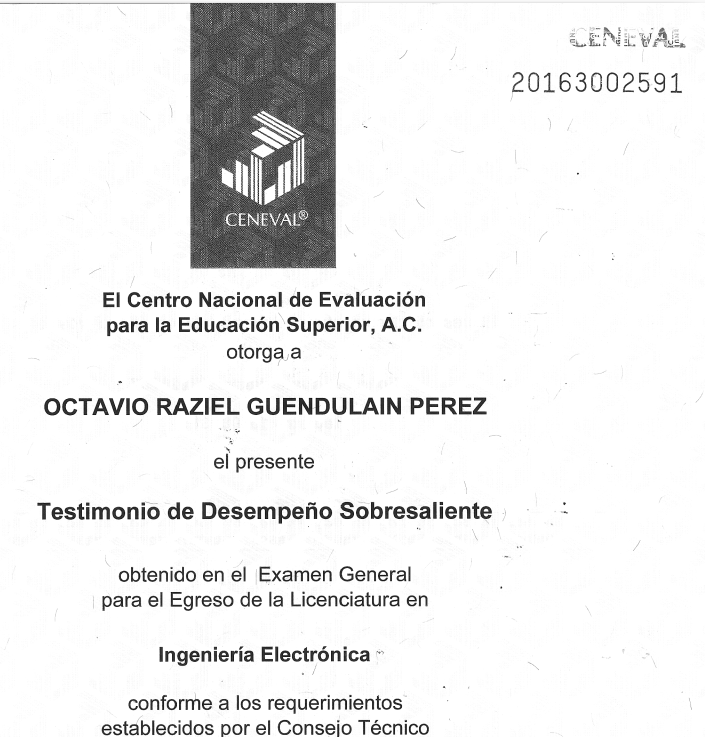 CENEVAL
20163002591
CENEVAL®
El Centro Nacional de Evaluación
para la Educación Superior, A.C.
otorga a
OCTAVIO RAZIEL GUENDULAIN PEREZ
el presente
Testimonio de Desempeño Sobresaliente
obtenido en el Examen General
para el Egreso de la Licenciatura en
Ingeniería Electrónica
conforme a los requerimientos
establecidos por el Consejo Técnico